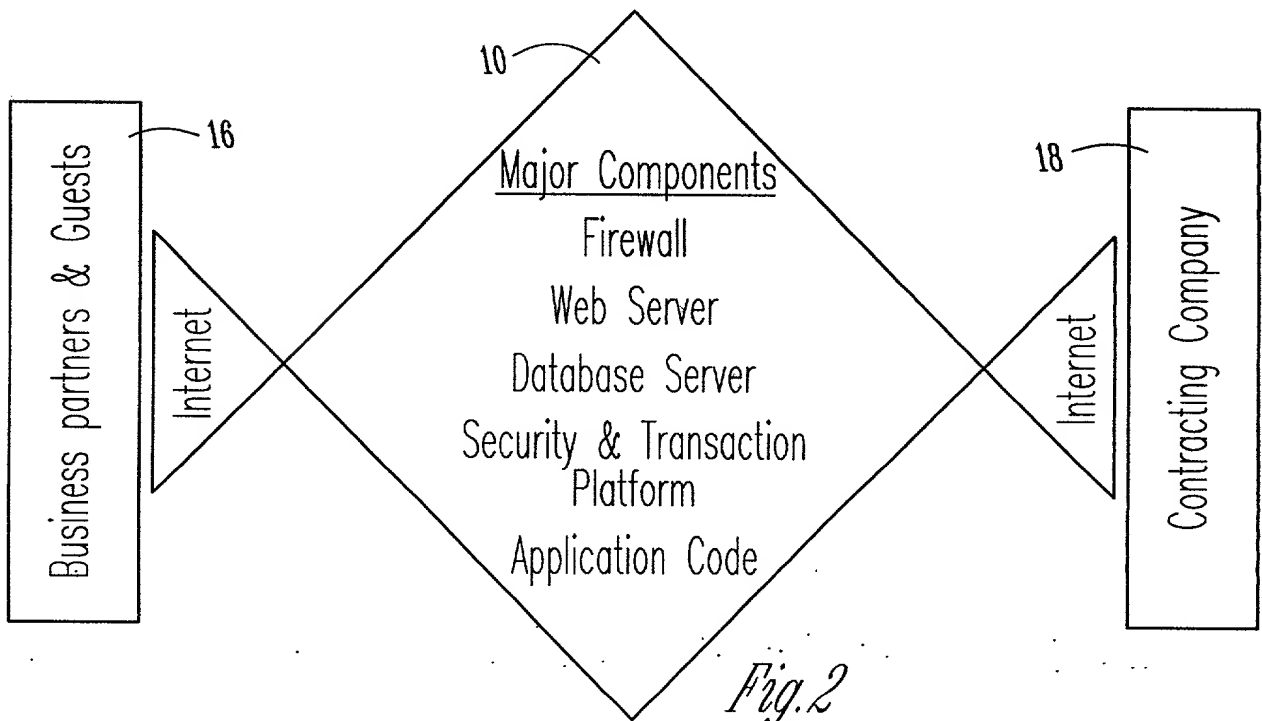 10
16
18
Business partners & Guests
Internet
Major Components
Firewall
Web Server
Database Server
Security & Transaction
Platform
Application Code
Internet
Contracting Company
Fig.2